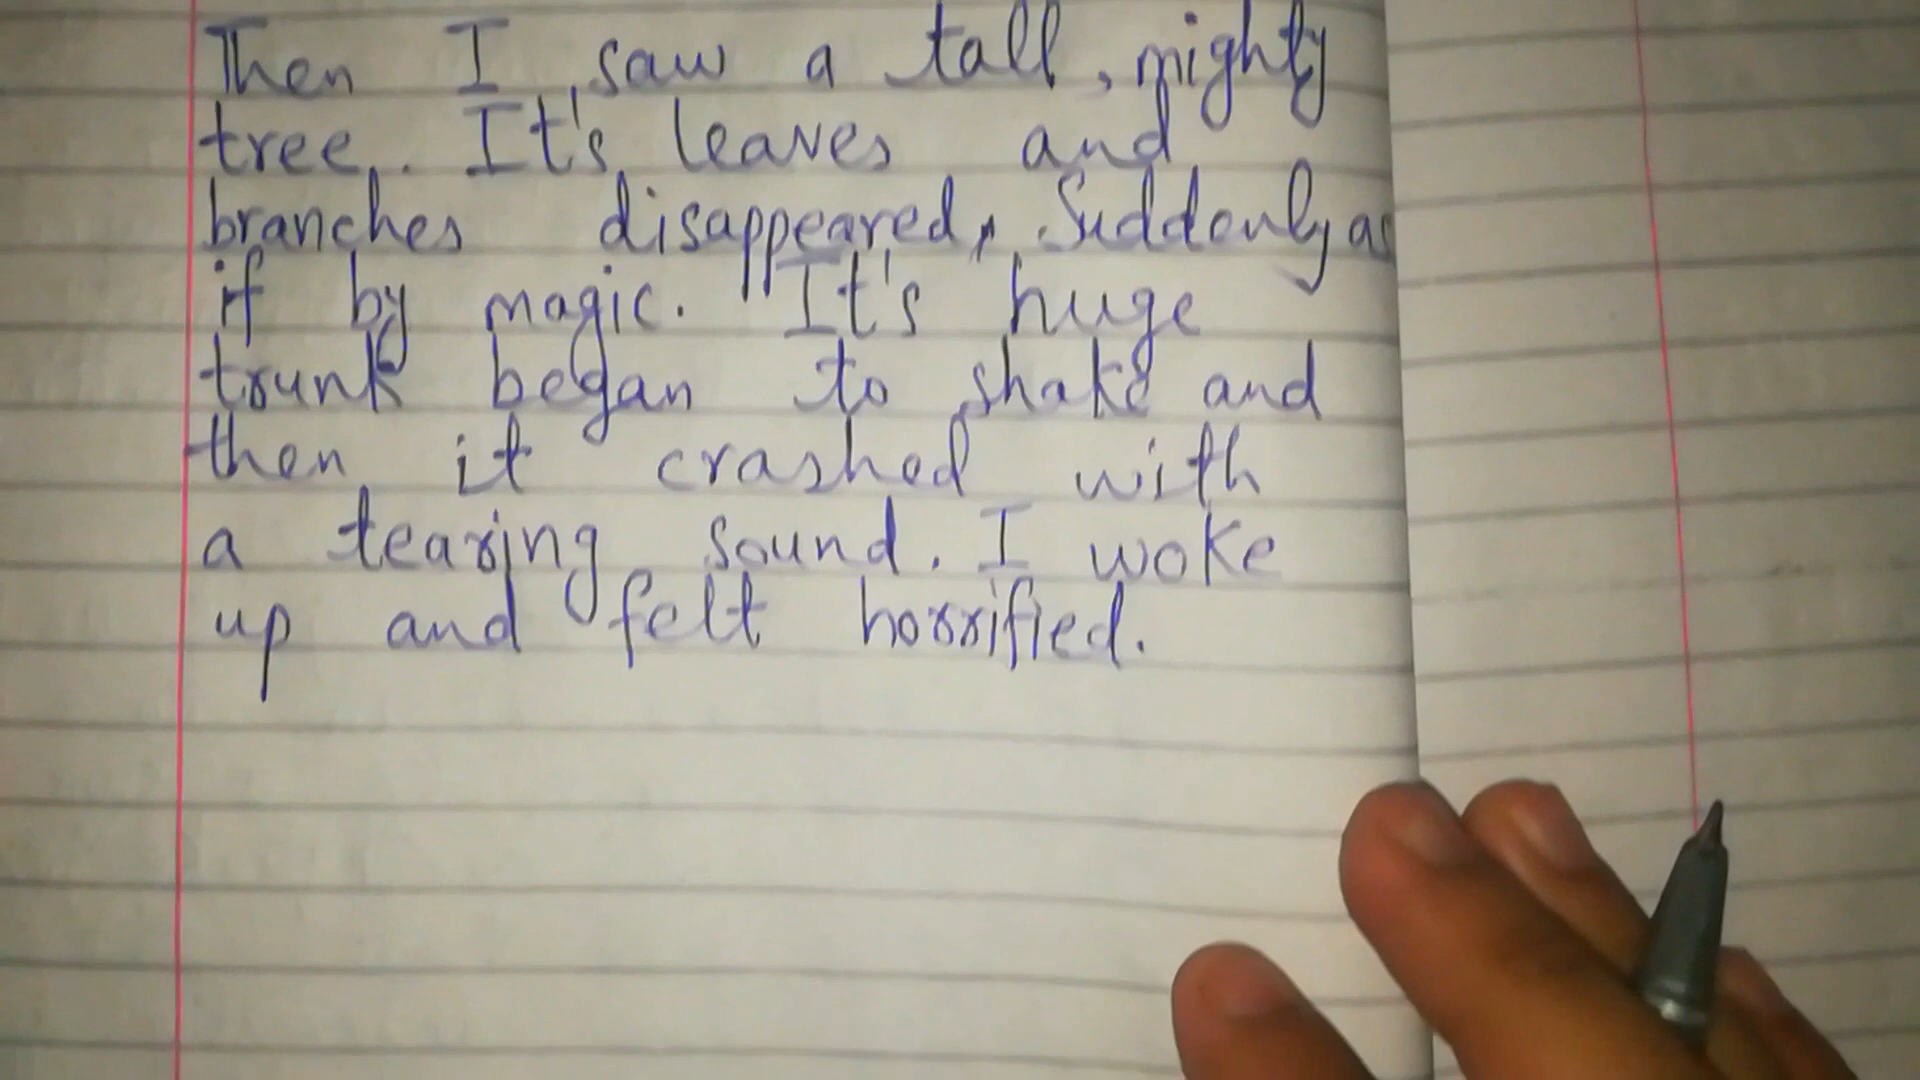 Then I saw a tall, mighty
tree. It's leaves and
branches disappeared, Suddenly as
if by magic. It's huge
trunk began to shake and
then it crashed with
a tearing sound. I woke
up and felt horrified.